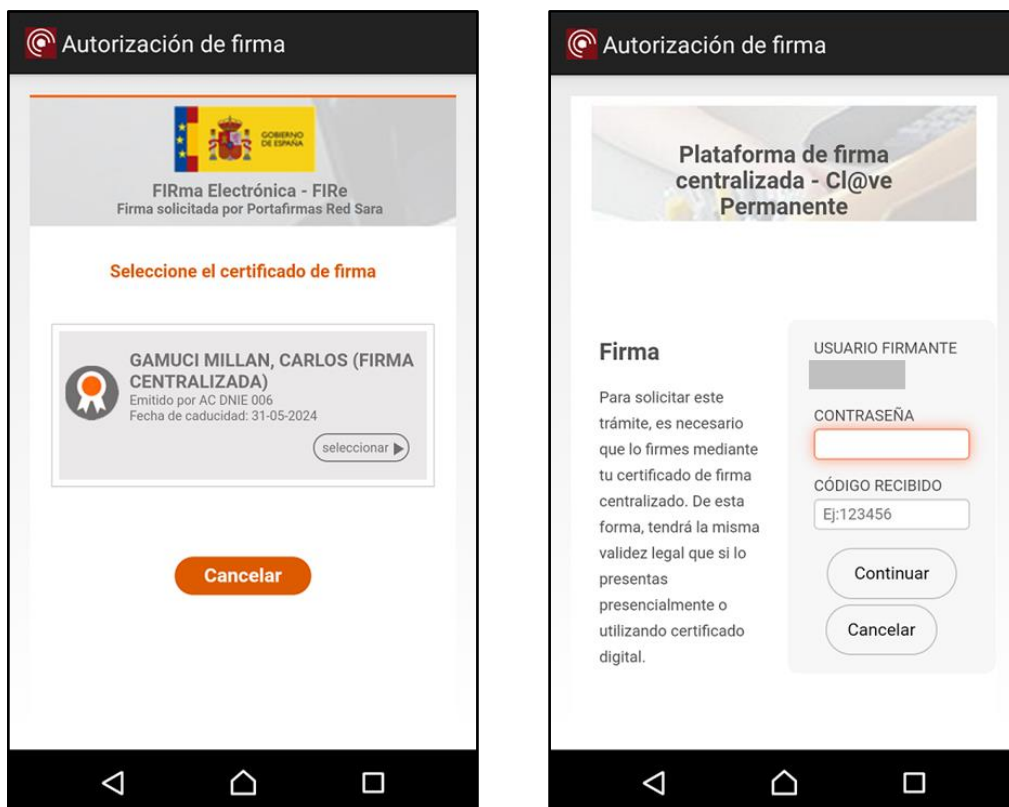 Autorización de firma
GOBIERNO
DE ESPAÑA
FIRma Electrónica - FIRe
Firma solicitada por Portafirmas Red Sara
Seleccione el certificado de firma
GAMUCI MILLAN, CARLOS (FIRMA
CENTRALIZADA)
Emitido por AC DNIE 006
Fecha de caducidad: 31-05-2024
seleccionar
Cancelar
Autorización de firma
Plataforma de firma
centralizada - Cl@ve
Permanente
Firma
Para solicitar este
trámite, es necesario
que lo firmes mediante
tu certificado de firma
centralizado. De esta
forma, tendrá la misma
validez legal que si lo
presentas
presencialmente o
utilizando certificado
digital.
USUARIO FIRMANTE
CONTRASEÑA
CÓDIGO RECIBIDO
Ej:123456
Continuar
Cancelar